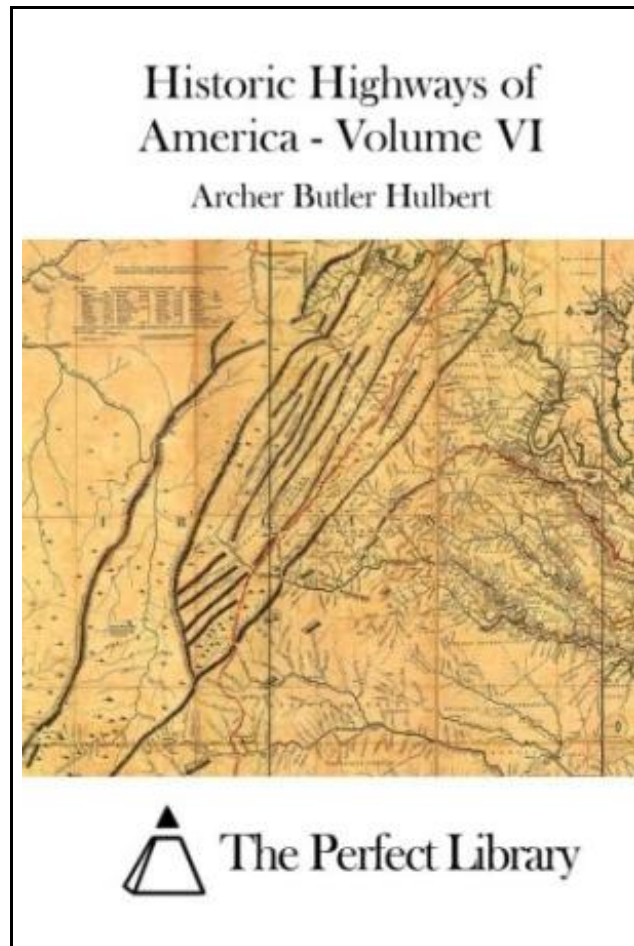 Historic Highways of
America - Volume VI
Archer Butler Hulbert
The Perfect Library